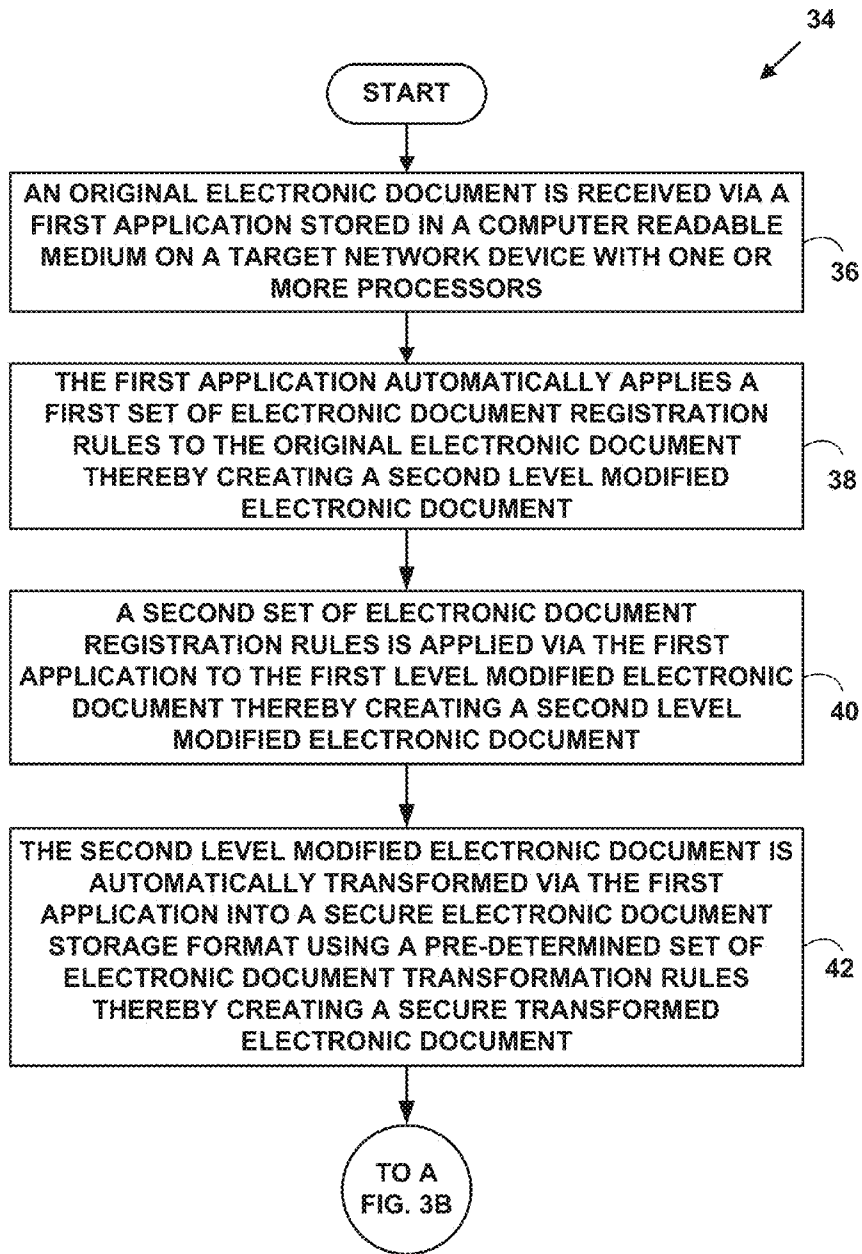 34
START
AN ORIGINAL ELECTRONIC DOCUMENT IS RECEIVED VIA A
FIRST APPLICATION STORED IN A COMPUTER READABLE
MEDIUM ON A TARGET NETWORK DEVICE WITH ONE OR
MORE PROCESSORS
36
THE FIRST APPLICATION AUTOMATICALLY APPLIES A
FIRST SET OF ELECTRONIC DOCUMENT REGISTRATION
RULES TO THE ORIGINAL ELECTRONIC DOCUMENT
THEREBY CREATING A SECOND LEVEL MODIFIED
ELECTRONIC DOCUMENT
38
A SECOND SET OF ELECTRONIC DOCUMENT
REGISTRATION RULES IS APPLIED VIA THE FIRST
APPLICATION TO THE FIRST LEVEL MODIFIED ELECTRONIC
DOCUMENT THEREBY CREATING A SECOND LEVEL
MODIFIED ELECTRONIC DOCUMENT
40
THE SECOND LEVEL MODIFIED ELECTRONIC DOCUMENT IS
AUTOMATICALLY TRANSFORMED VIA THE FIRST
APPLICATION INTO A SECURE ELECTRONIC DOCUMENT
STORAGE FORMAT USING A PRE-DETERMINED SET OF
ELECTRONIC DOCUMENT TRANSFORMATION RULES
THEREBY CREATING A SECURE TRANSFORMED
ELECTRONIC DOCUMENT
42
TO A
FIG. 3B